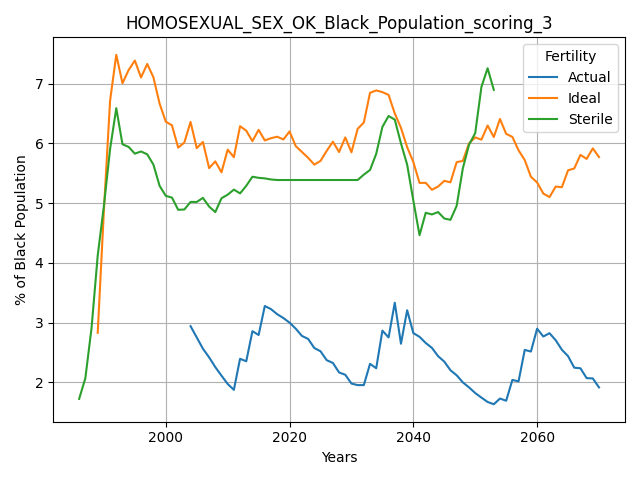 HOMOSEXUAL_SEX_OK_Black_Population_scoring_3
Fertility
Actual
Ideal
Sterile
% of Black Population
7
6
5
4
3
2
2000
2020
2040
2060
Years